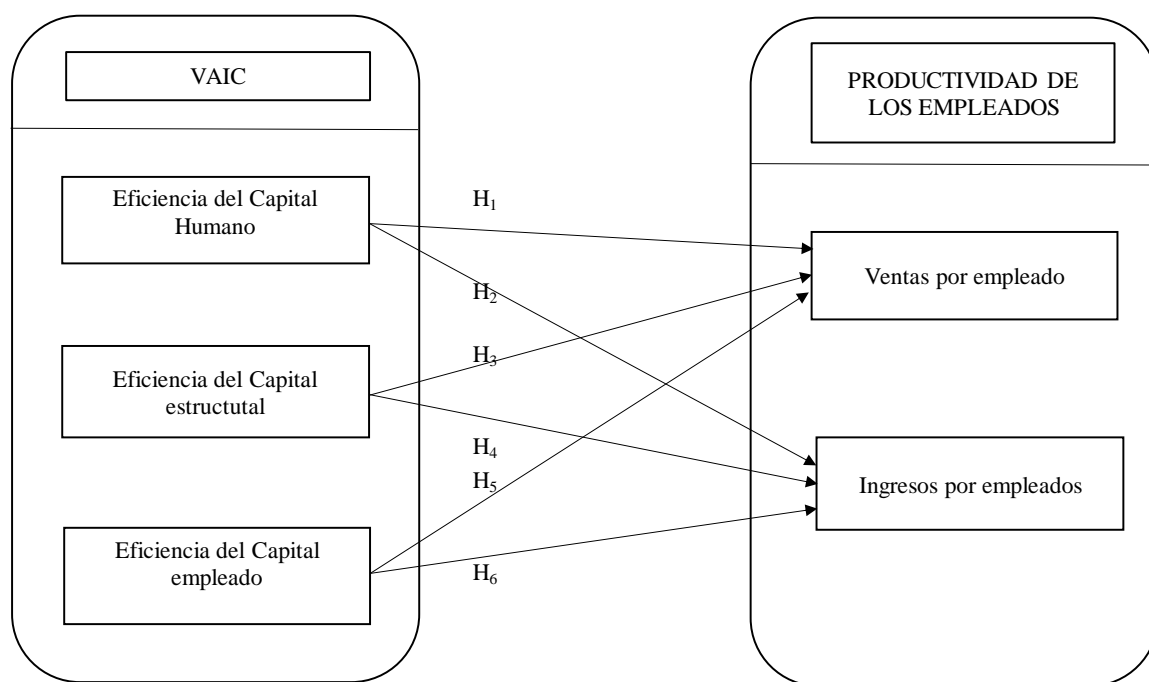 VAIC
Eficiencia del Capital
Humano
Eficiencia del Capital
estructutal
Eficiencia del Capital
empleado
H₁
H₂
H₃
H₄
H₅
H₆
PRODUCTIVIDAD DE
LOS EMPLEADOS
Ventas por empleado
Ingresos por empleados